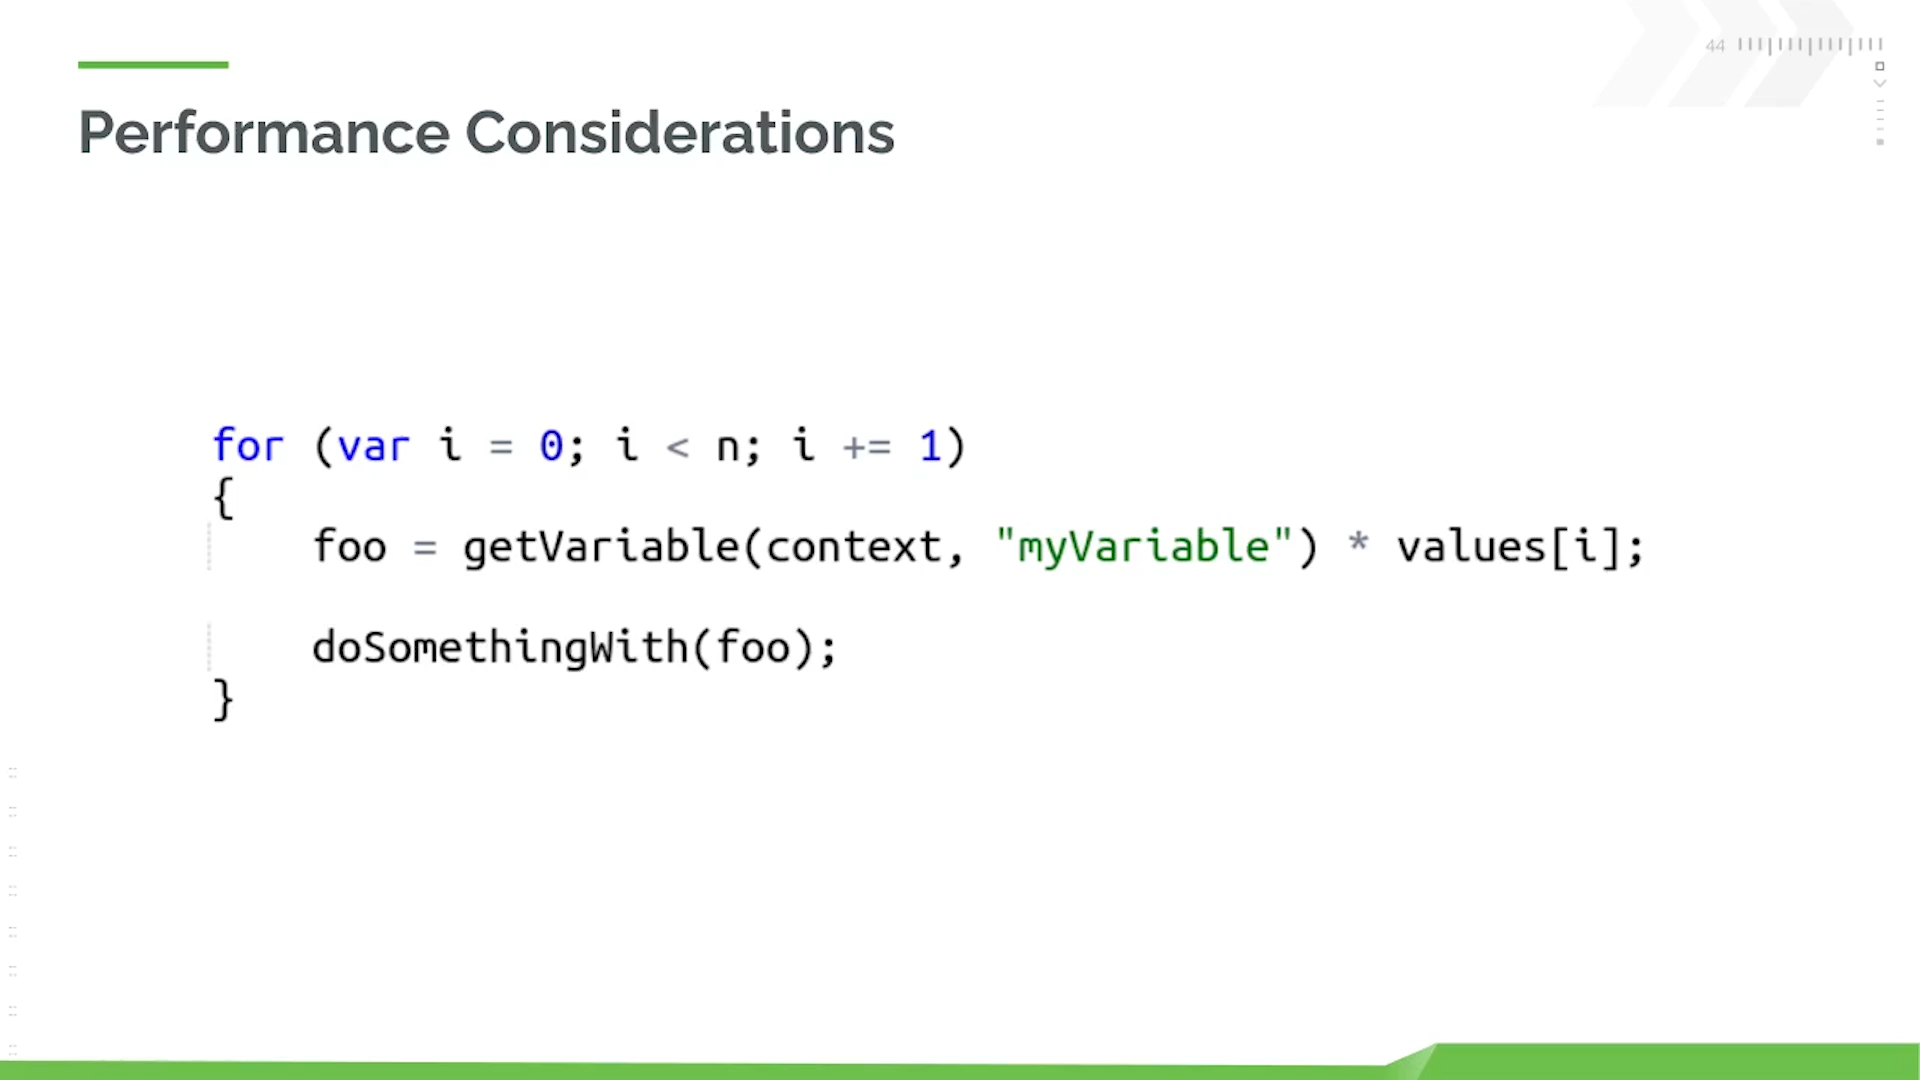 44
Performance Considerations
for (var i = 0; i < n; i += 1)
{
    foo = getVariable(context, "myVariable") * values[i];
    doSomethingWith(foo);
}